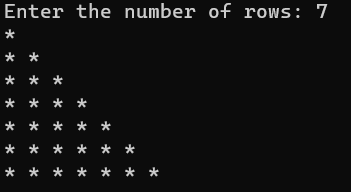 Enter the number of rows: 7
*
* *
* * *
* * * *
* * * * *
* * * * * *
* * * * * * *